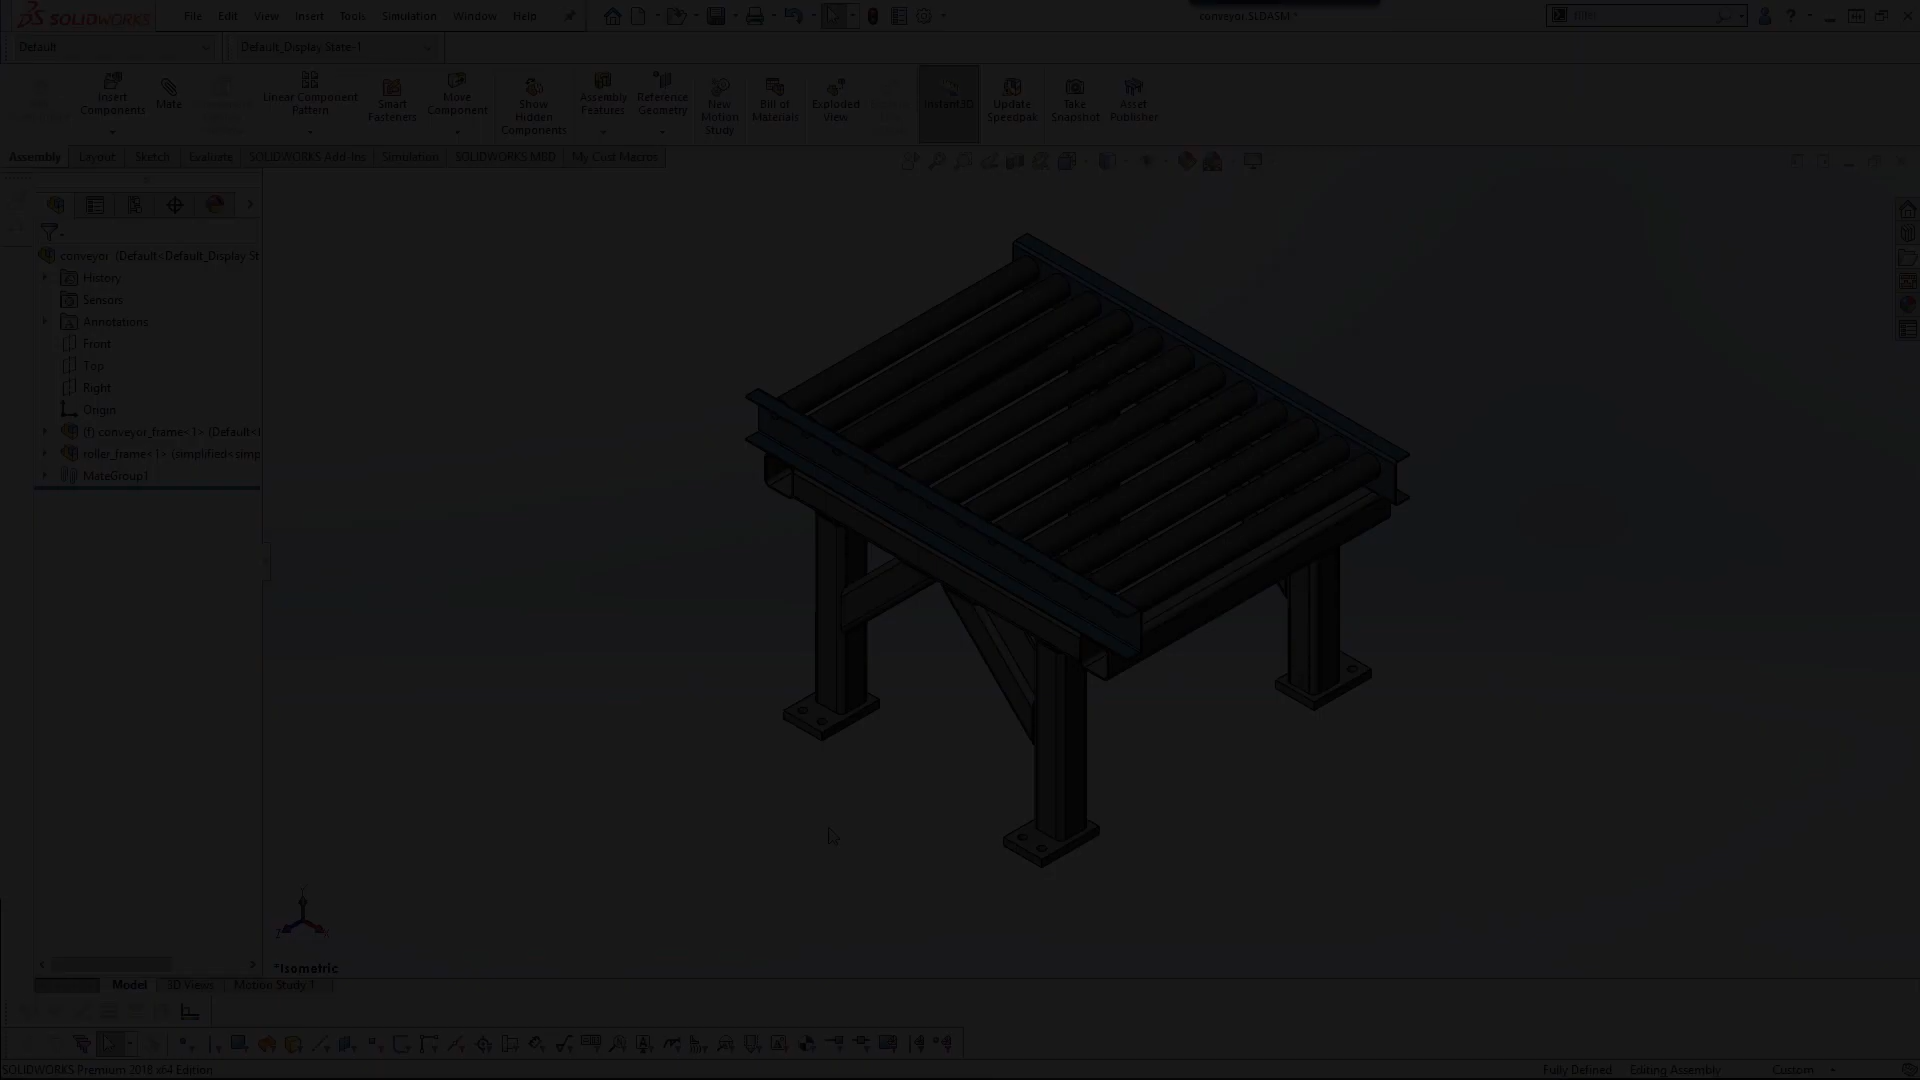 SOLIDWORKS
File Edit View Insert Tools Simulation Window Help
conveyor.SLDASM *
Default
Default_Display State-1
Insert Components
Mate
Linear Component Pattern
Smart Fasteners
Move Component
Show Hidden Components
Assembly Features
Reference Geometry
New Motion Study
Bill of Materials
Exploded View
Instant3D
Update Speedpak
Take Snapshot
Asset Publisher
Assembly Layout Sketch Evaluate SOLIDWORKS Add-Ins Simulation SOLIDWORKS MBD My Cust Macros
conveyor (Default<Default_Display St
History
Sensors
Annotations
Front
Top
Right
Origin
(f) conveyor_frame<1> (Default<
roller_frame<1> (simplified<simp
MateGroup1
*Isometric
Model 3D Views Motion Study 1
SOLIDWORKS Premium 2018 x64 Edition
Fully Defined Editing Assembly Custom